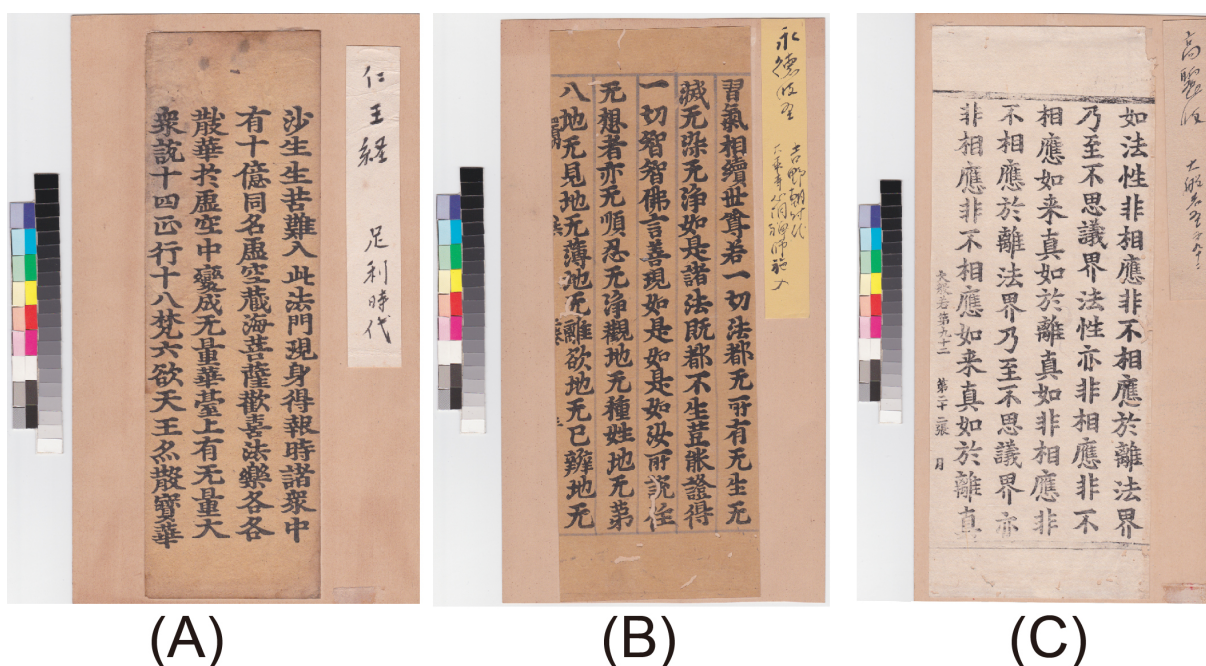 仁王経 足利時代
沙生生苦難入此法門現身得報時諸衆中
有十億同名虛空藏海菩薩歡喜法樂各各
散華於虛空中變成无量華臺上有无量大
衆說十四正行十八梵六欲天王亦散寶華
(A)
永德版
吉野朝時代
習氣相續世尊若一切法都无所有无生无
滅无染无淨如是諸法既都不生豈能證得
一切智智佛言善現如是如是如汝所說住
无想者亦无順忍无淨觀地无種姓地无第
八地无見地无薄地无離欲地无已辦地无
(B)
高麗版
如法性非相應非不相應於離法界
乃至不思議界法性亦非相應非不
相應如来真如於離真如非相應非
不相應於離法界乃至不思議界亦
非相應非不相應如来真如於離真
大般若第九十二 第二十二張 月
(C)